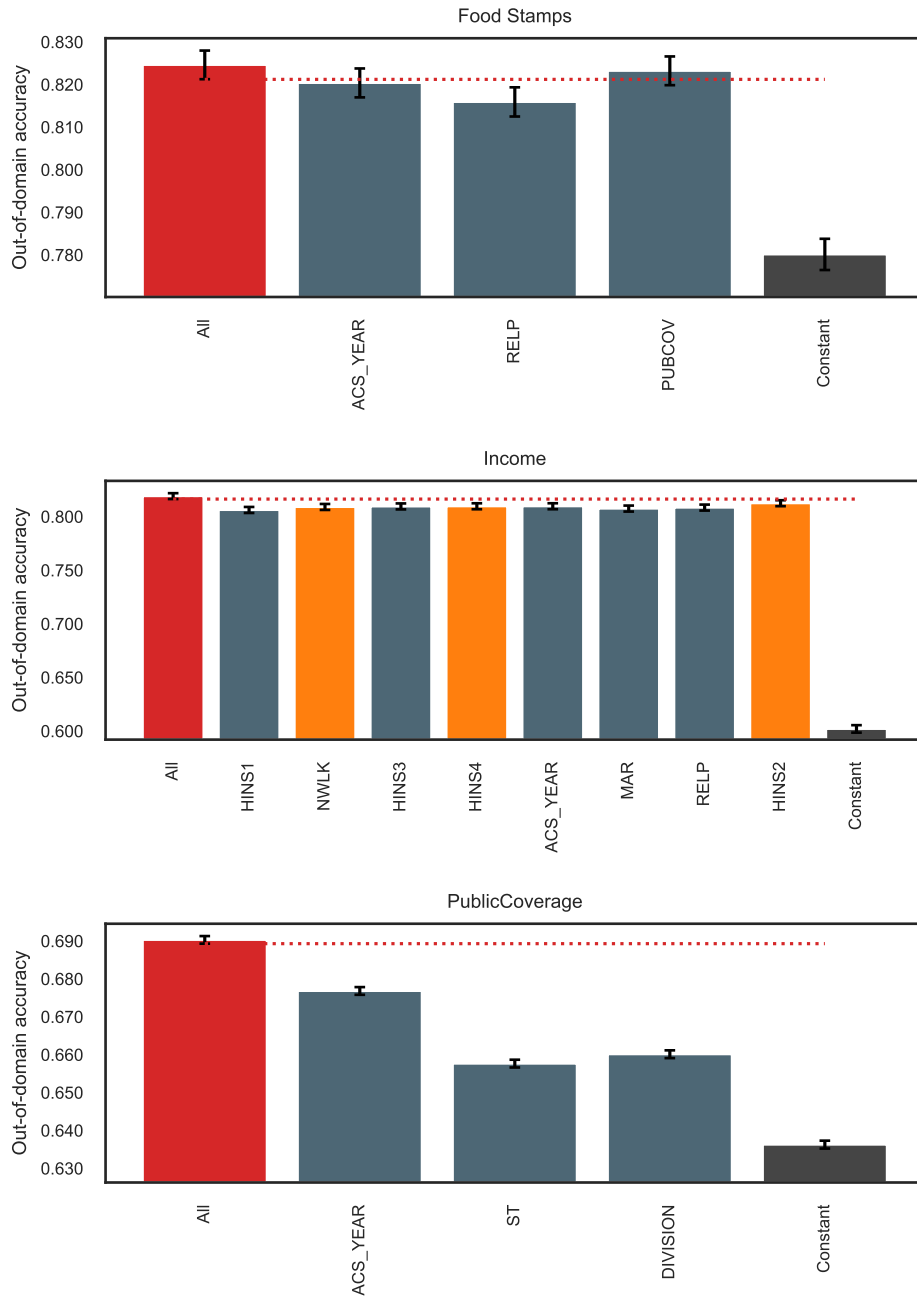 Food Stamps
Out-of-domain accuracy
0.830
0.820
0.810
0.800
0.790
0.780
All
ACS_YEAR
RELP
PUBCOV
Constant
Income
Out-of-domain accuracy
0.800
0.750
0.700
0.650
0.600
All
HINS1
NWLK
HINS3
HINS4
ACS_YEAR
MAR
RELP
HINS2
Constant
PublicCoverage
Out-of-domain accuracy
0.690
0.680
0.670
0.660
0.650
0.640
0.630
All
ACS_YEAR
ST
DIVISION
Constant